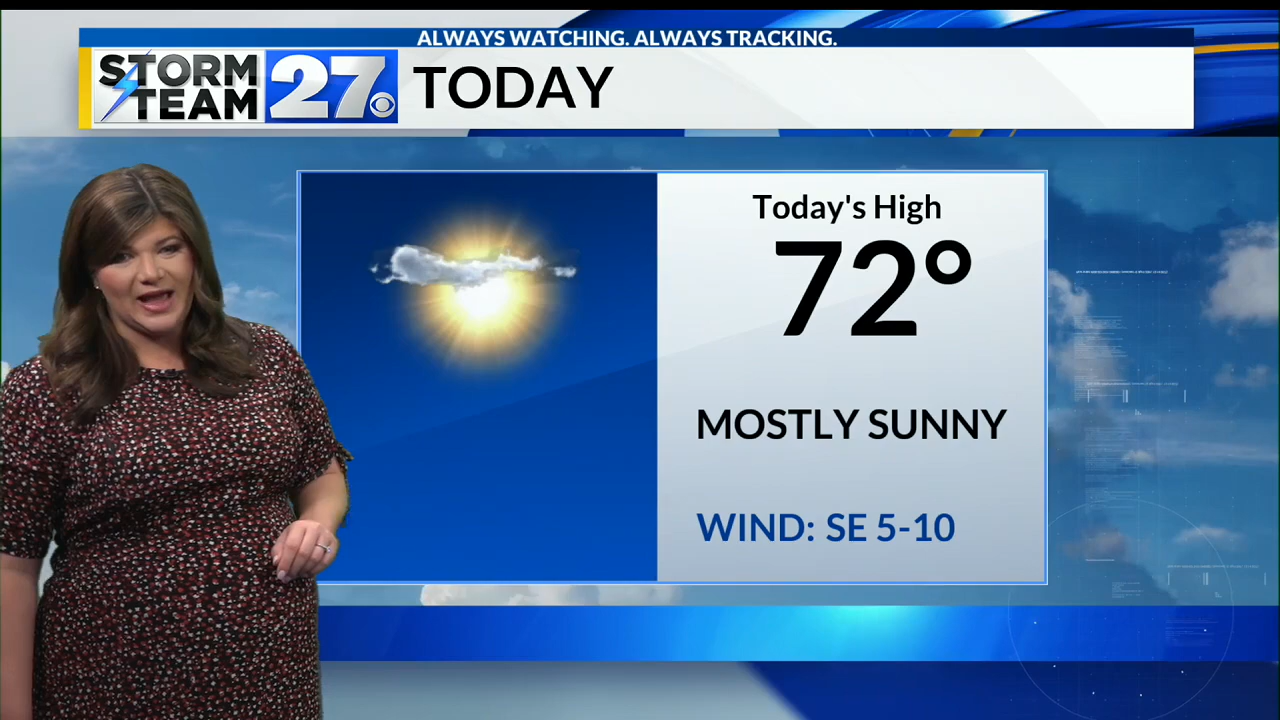 ALWAYS WATCHING. ALWAYS TRACKING.
STORM
TEAM
27
TODAY
Today's High
72°
MOSTLY SUNNY
WIND: SE 5-10